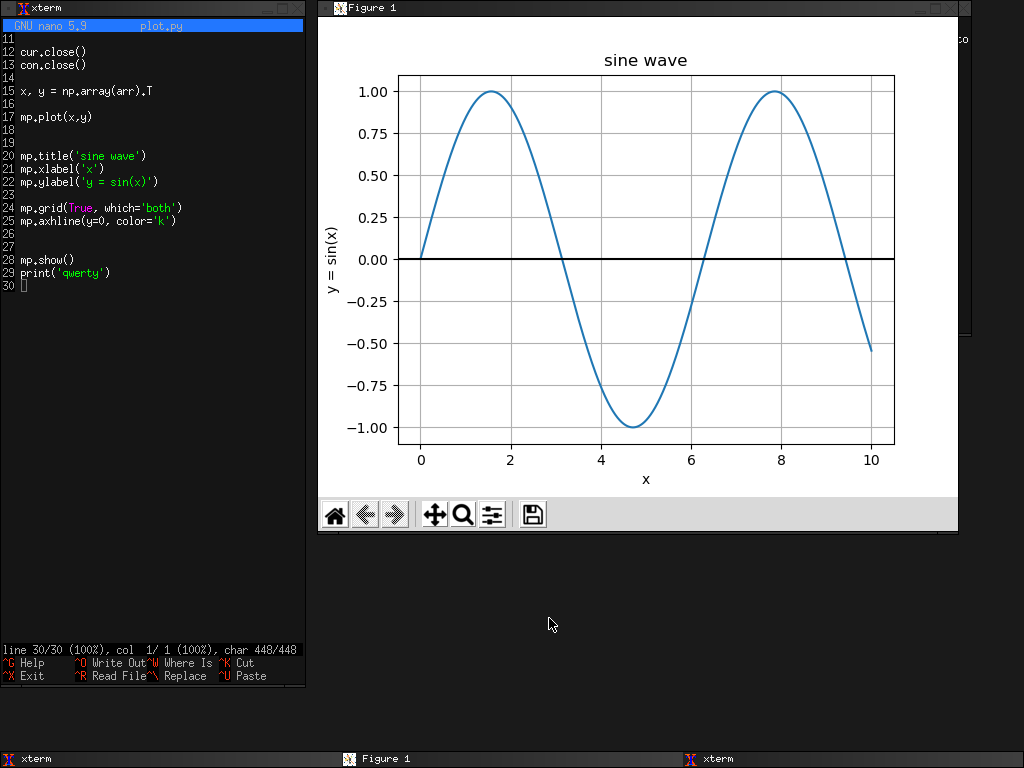 xterm
GNU nano 5.9 plot.py
11
12 cur.close()
13 con.close()
14
15 x, y = np.array(arr).T
16
17 mp.plot(x,y)
18
19
20 mp.title('sine wave')
21 mp.xlabel('x')
22 mp.ylabel('y = sin(x)')
23
24 mp.grid(True, which='both')
25 mp.axhline(y=0, color='k')
26
27
28 mp.show()
29 print('qwerty')
30
line 30/30 (100%), col 1/ 1 (100%), char 448/448
^G Help ^O Write Out ^W Where Is ^K Cut
^X Exit ^R Read File ^\ Replace ^U Paste
Figure 1
to
sine wave
1.00
0.75
0.50
0.25
0.00
−0.25
−0.50
−0.75
−1.00
y = sin(x)
0 2 4 6 8 10
x
xterm Figure 1 xterm